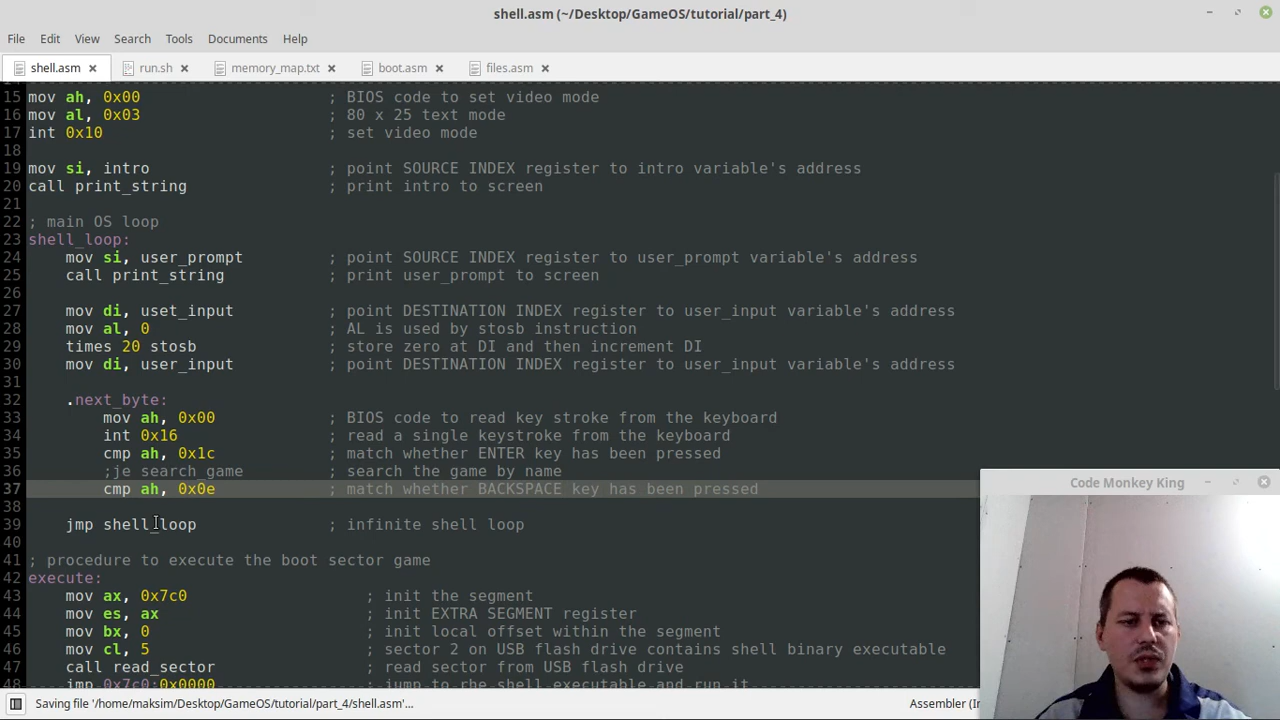 shell.asm (~/Desktop/GameOS/tutorial/part_4)
File Edit View Search Tools Documents Help
shell.asm run.sh memory_map.txt boot.asm files.asm
15 mov ah, 0x00 ; BIOS code to set video mode
16 mov al, 0x03 ; 80 x 25 text mode
17 int 0x10 ; set video mode
18
19 mov si, intro ; point SOURCE INDEX register to intro variable's address
20 call print_string ; print intro to screen
21
22 ; main OS loop
23 shell_loop:
24 mov si, user_prompt ; point SOURCE INDEX register to user_prompt variable's address
25 call print_string ; print user_prompt to screen
26
27 mov di, uset_input ; point DESTINATION INDEX register to user_input variable's address
28 mov al, 0 ; AL is used by stosb instruction
29 times 20 stosb ; store zero at DI and then increment DI
30 mov di, user_input ; point DESTINATION INDEX register to user_input variable's address
31
32 .next_byte:
33 mov ah, 0x00 ; BIOS code to read key stroke from the keyboard
34 int 0x16 ; read a single keystroke from the keyboard
35 cmp ah, 0x1c ; match whether ENTER key has been pressed
36 ;je search_game ; search the game by name
37 cmp ah, 0x0e ; match whether BACKSPACE key has been pressed
38
39 jmp shell_loop ; infinite shell loop
40
41 ; procedure to execute the boot sector game
42 execute:
43 mov ax, 0x7c0 ; init the segment
44 mov es, ax ; init EXTRA SEGMENT register
45 mov bx, 0 ; init local offset within the segment
46 mov cl, 5 ; sector 2 on USB flash drive contains shell binary executable
47 call read_sector ; read sector from USB flash drive
48 jmp 0x7c0:0x0000 ; jump to rhe shell executable and run it
Code Monkey King
Saving file '/home/maksim/Desktop/GameOS/tutorial/part_4/shell.asm'...
Assembler (In